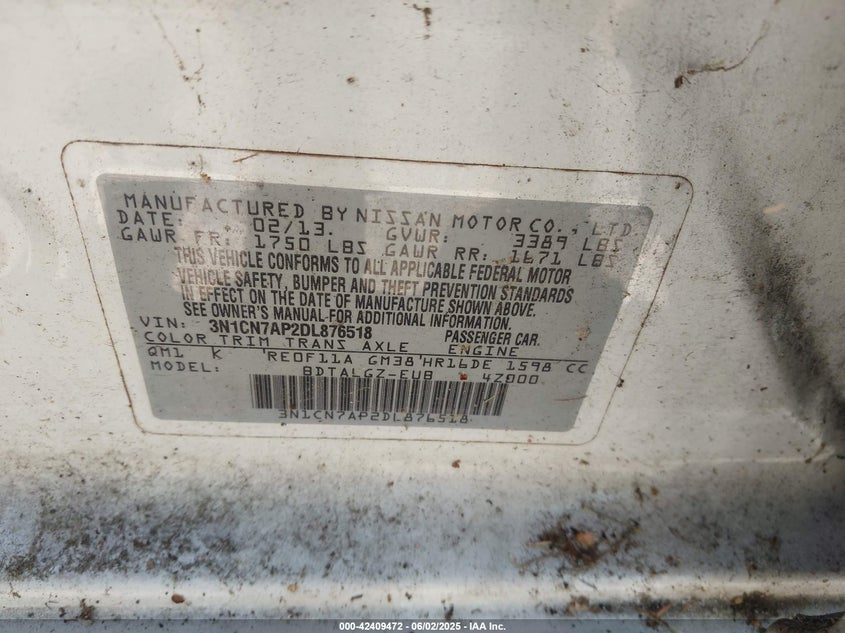 MANUFACTURED BY NISSAN MOTOR CO., LTD.
DATE: 02/13. GVWR: 3389 LBS
GAWR FR: 1750 LBS GAWR RR: 1671 LBS
THIS VEHICLE CONFORMS TO ALL APPLICABLE FEDERAL MOTOR
VEHICLE SAFETY, BUMPER AND THEFT PREVENTION STANDARDS
IN EFFECT ON THE DATE OF MANUFACTURE SHOWN ABOVE.
SEE OWNER'S MANUAL FOR ADDITIONAL INFORMATION.
VIN: 3N1CN7AP2DL876518 PASSENGER CAR.
COLOR TRIM TRANS AXLE ENGINE
QM1 K RE0F11A GM38 HR16DE 1598 CC
MODEL: BDTALGZ-EUB 4Z000
3N1CN7AP2DL876518
000-42409472 | 06/02/2025 | © IAA Inc.